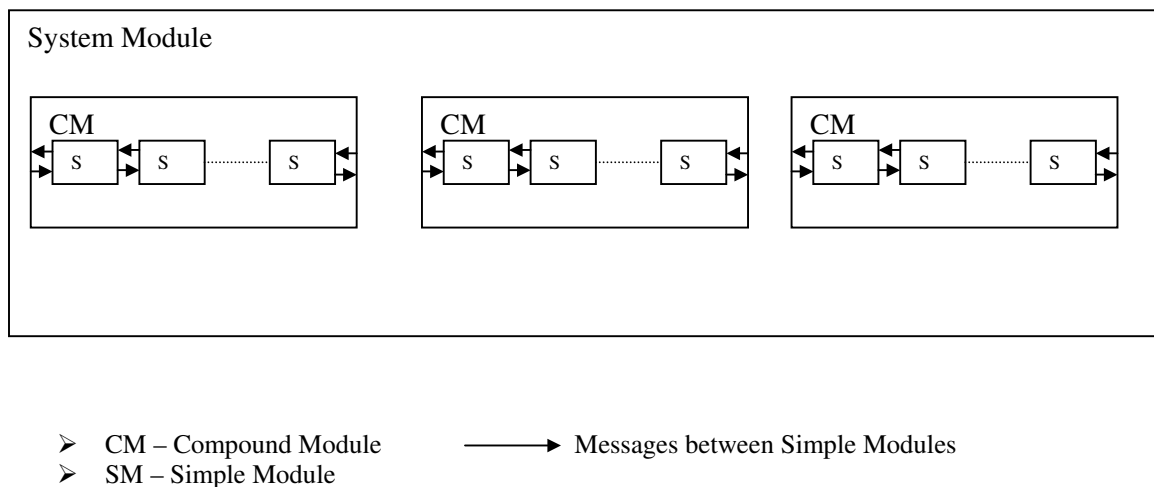 System Module
CM CM CM
S S S S S S S S S
➢ CM – Compound Module Messages between Simple Modules
➢ SM – Simple Module